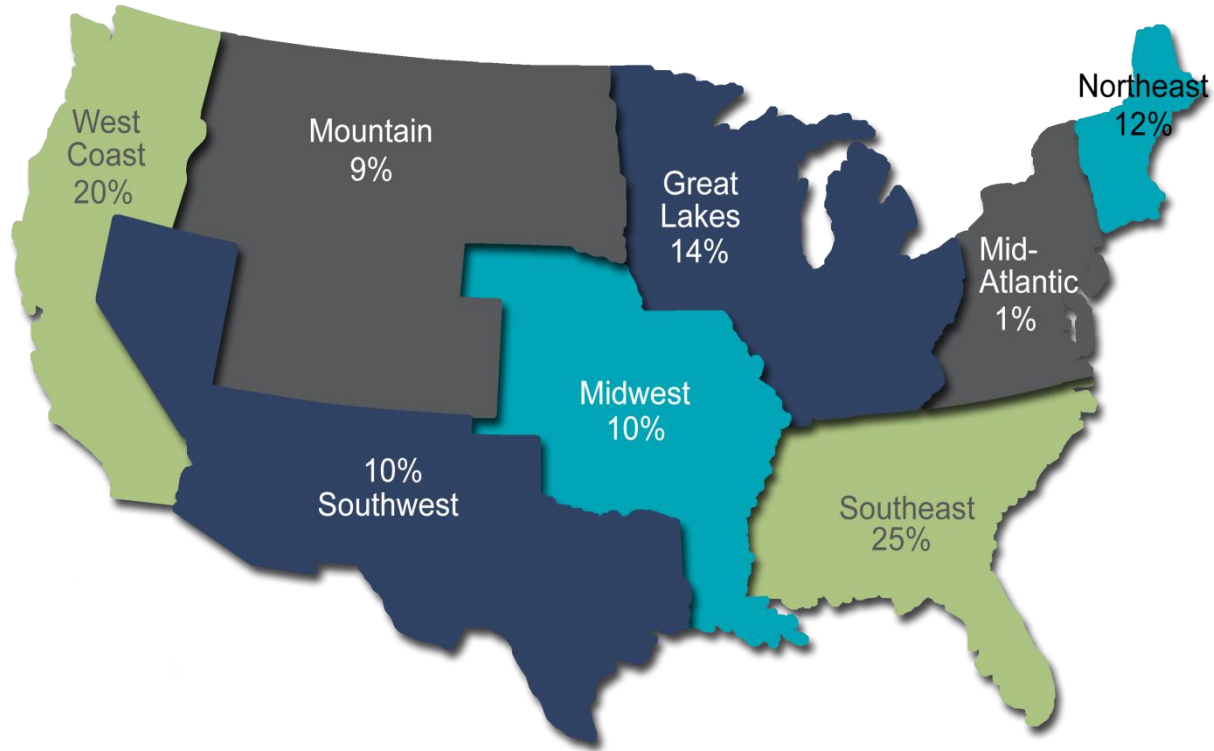 West
Coast
20%
Mountain
9%
Great
Lakes
14%
Northeast
12%
Mid-
Atlantic
1%
Midwest
10%
10%
Southwest
Southeast
25%